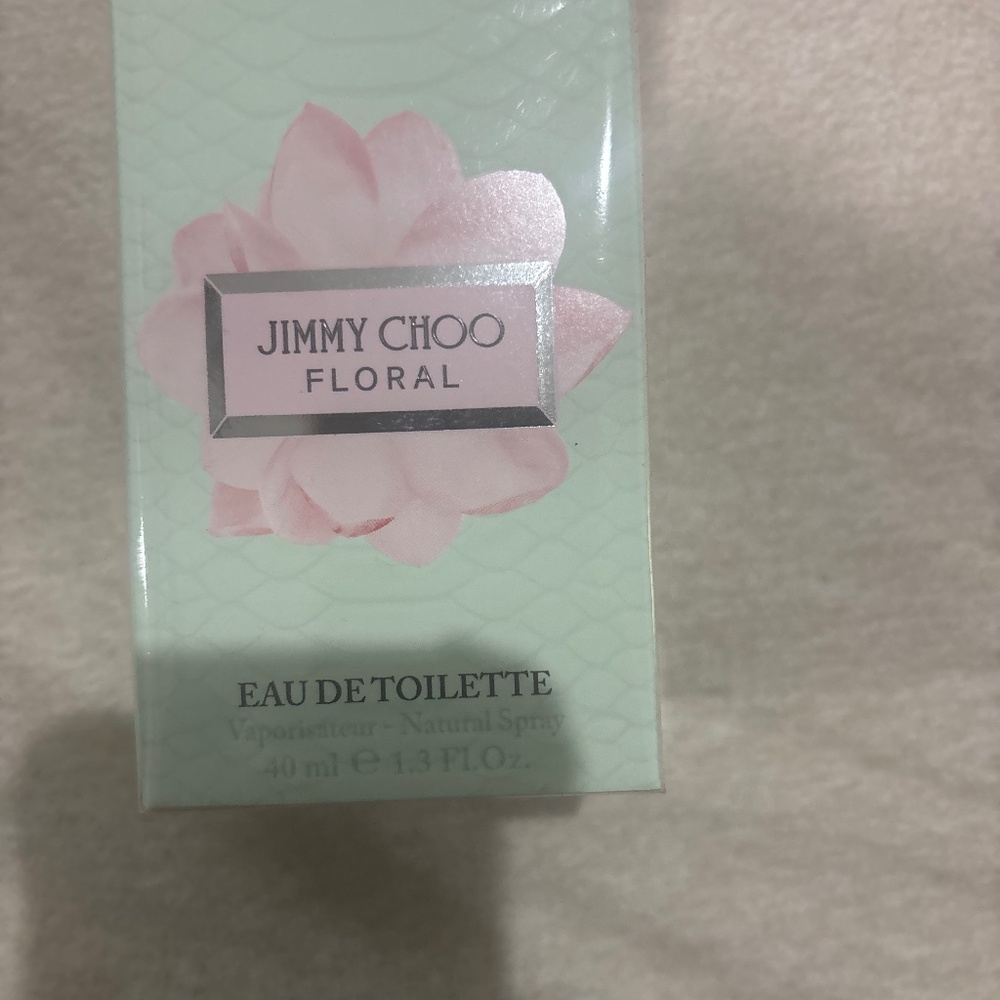 JIMMY CHOO
FLORAL
EAU DE TOILETTE
Vaporisateur - Natural Spray
40 ml ℮ 1.3 Fl.Oz.